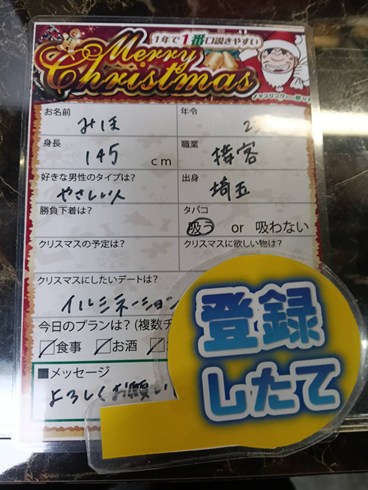 1年で1番口説きやすい
Merry
Christmas
お名前
みほ
年令
2
身長
145 cm
職業
接客
好きな男性のタイプは?
やさしい人
出身
埼玉
勝負下着は?
タバコ
吸う or 吸わない
クリスマスの予定は?
クリスマスに欲しい物は?
クリスマスにしたいデートは?
イルミネーション
今日のプランは?(複数チ
食事 お酒
■メッセージ
よろしくお願い
登録
したて